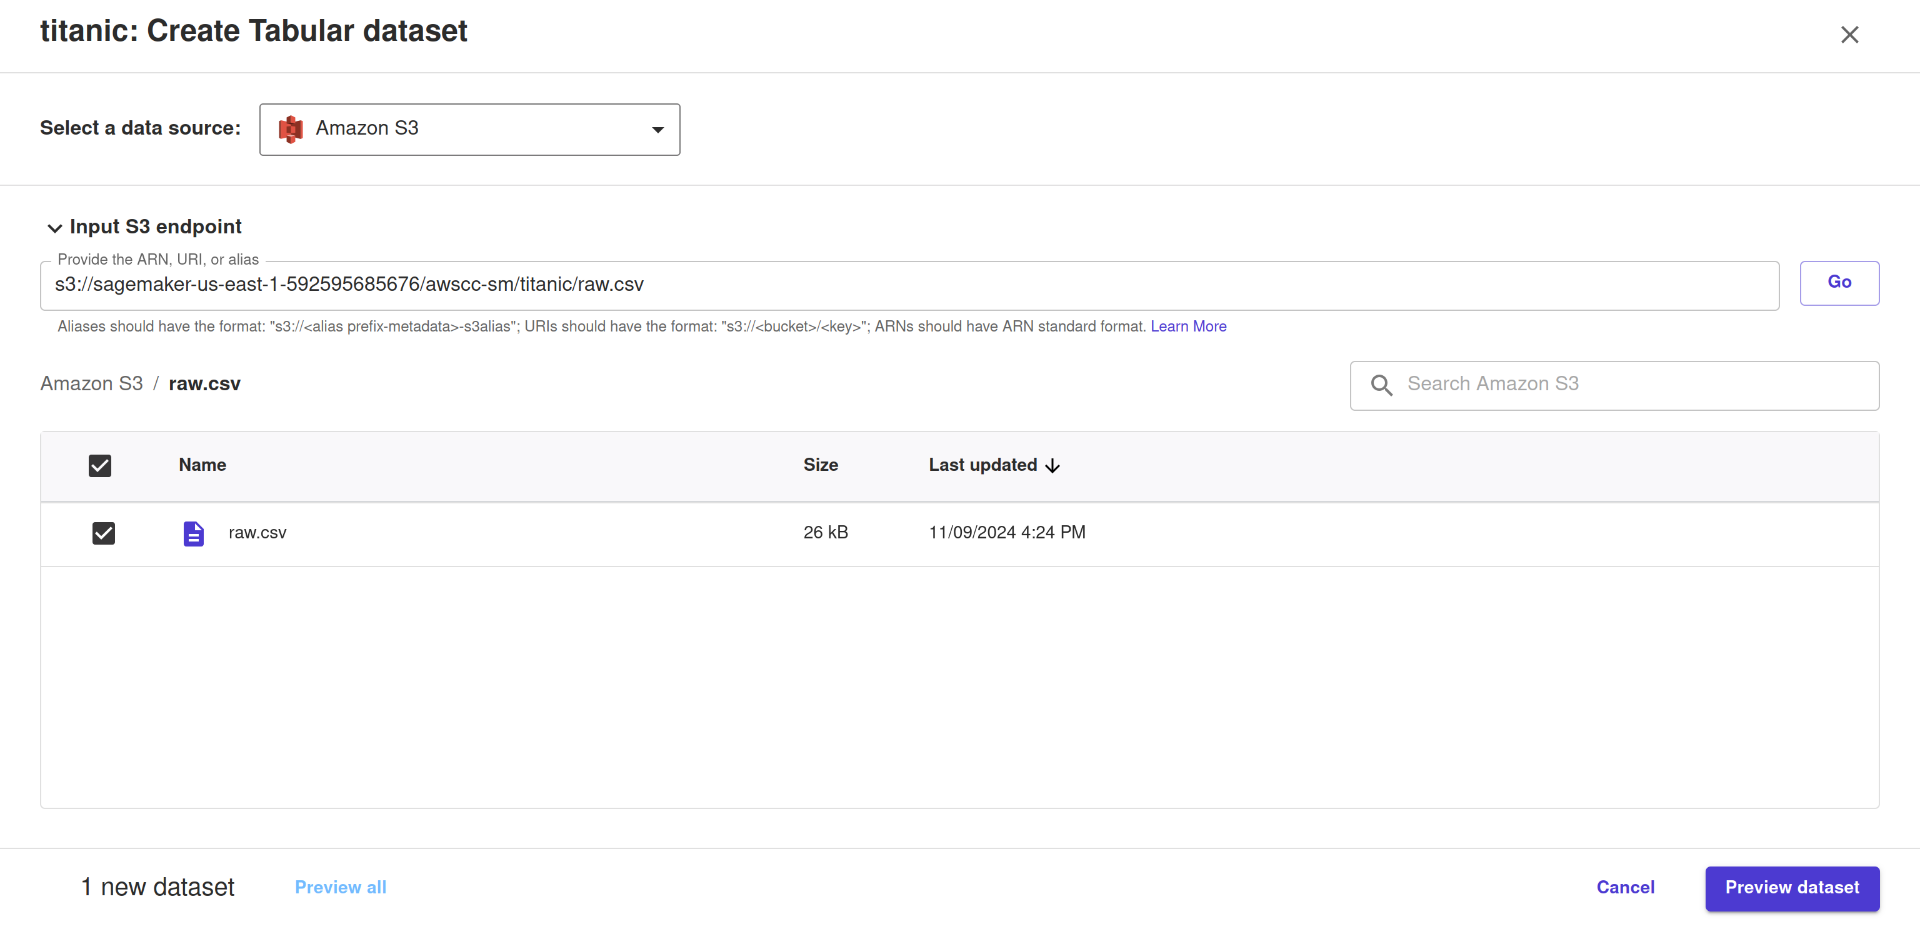 titanic: Create Tabular dataset
Select a data source:
Amazon S3
Input S3 endpoint
Provide the ARN, URI, or alias
s3://sagemaker-us-east-1-592595685676/awscc-sm/titanic/raw.csv
Go
Aliases should have the format: "s3://<alias prefix-metadata>-s3alias"; URIs should have the format: "s3://<bucket>/<key>"; ARNs should have ARN standard format. Learn More
Amazon S3 / raw.csv
Search Amazon S3
Name Size Last updated
raw.csv 26 kB 11/09/2024 4:24 PM
1 new dataset
Preview all
Cancel
Preview dataset